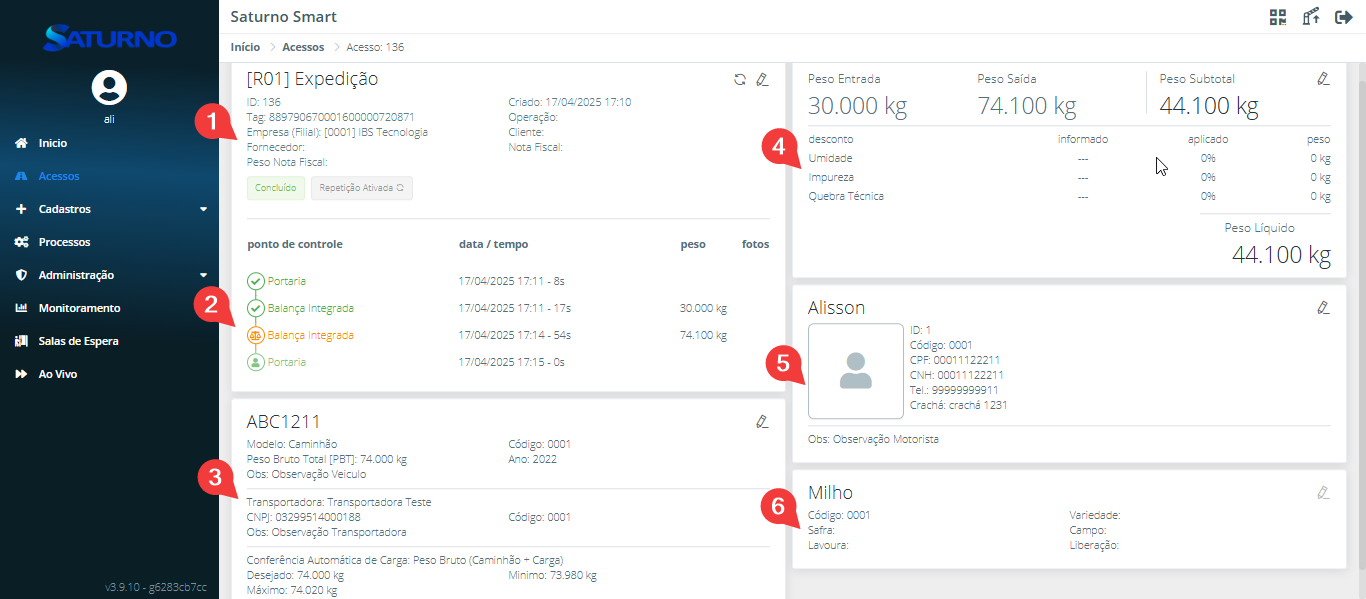 SATURNO
ali
Inicio
Acessos
Cadastros
Processos
Administração
Monitoramento
Salas de Espera
Ao Vivo
v3.9.10 - g6283cb7cc
Saturno Smart
Início > Acessos > Acesso: 136
1
[R01] Expedição
ID: 136 Criado: 17/04/2025 17:10
Tag: 889790670001600000720871 Operação:
Empresa (Filial): [0001] IBS Tecnologia Cliente:
Fornecedor: Nota Fiscal:
Peso Nota Fiscal:
Concluído Repetição Ativada
2
ponto de controle data / tempo peso fotos
Portaria 17/04/2025 17:11 - 8s
Balança Integrada 17/04/2025 17:11 - 17s 30.000 kg
Balança Integrada 17/04/2025 17:14 - 54s 74.100 kg
Portaria 17/04/2025 17:15 - 0s
3
ABC1211
Modelo: Caminhão Código: 0001
Peso Bruto Total [PBT]: 74.000 kg Ano: 2022
Obs: Observação Veiculo
Transportadora: Transportadora Teste
CNPJ: 03299514000188 Código: 0001
Obs: Observação Transportadora
Conferência Automática de Carga: Peso Bruto (Caminhão + Carga)
Desejado: 74.000 kg Minimo: 73.980 kg
Máximo: 74.020 kg
4
Peso Entrada Peso Saída Peso Subtotal
30.000 kg 74.100 kg 44.100 kg
desconto informado aplicado peso
Umidade --- 0% 0 kg
Impureza --- 0% 0 kg
Quebra Técnica --- 0% 0 kg
Peso Líquido
44.100 kg
5
Alisson
ID: 1
Código: 0001
CPF: 00011122211
CNH: 00011122211
Tel.: 99999999911
Crachá: crachá 1231
Obs: Observação Motorista
6
Milho
Código: 0001 Variedade:
Safra: Campo:
Lavoura: Liberação: